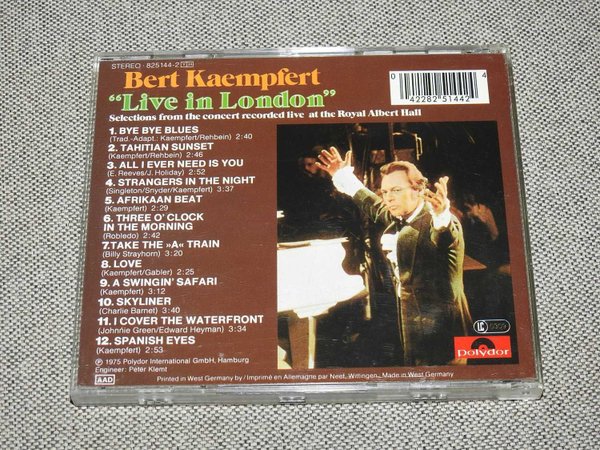 STEREO · 825144-2
Bert Kaempfert
“Live in London”
Selections from the concert recorded live at the Royal Albert Hall
1. BYE BYE BLUES
(Trad.-Adapt.: Kaempfert/Rehbein) 2:40
2. TAHITIAN SUNSET
(Kaempfert/Rehbein) 2:46
3. ALL I EVER NEED IS YOU
(E. Reeves/J. Holiday) 2:52
4. STRANGERS IN THE NIGHT
(Singleton/Snyder/Kaempfert) 3:37
5. AFRIKAAN BEAT
(Kaempfert) 2:29
6. THREE O' CLOCK
IN THE MORNING
(Robledo) 2:42
7. TAKE THE »A« TRAIN
(Billy Strayhorn) 3:20
8. LOVE
(Kaempfert/Gabler) 2:25
9. A SWINGIN' SAFARI
(Kaempfert) 3:12
10. SKYLINER
(Charlie Barnet) 3:40
11. I COVER THE WATERFRONT
(Johnnie Green/Edward Heyman) 3:34
12. SPANISH EYES
(Kaempfert) 2:53
℗ 1975 Polydor International GmbH, Hamburg
Engineer: Peter Klemt
AAD
Printed in West Germany by / Imprimé en Allemagne par Neef, Wittingen. Made in West Germany
0 42282 51442 4
LC 0309
Polydor